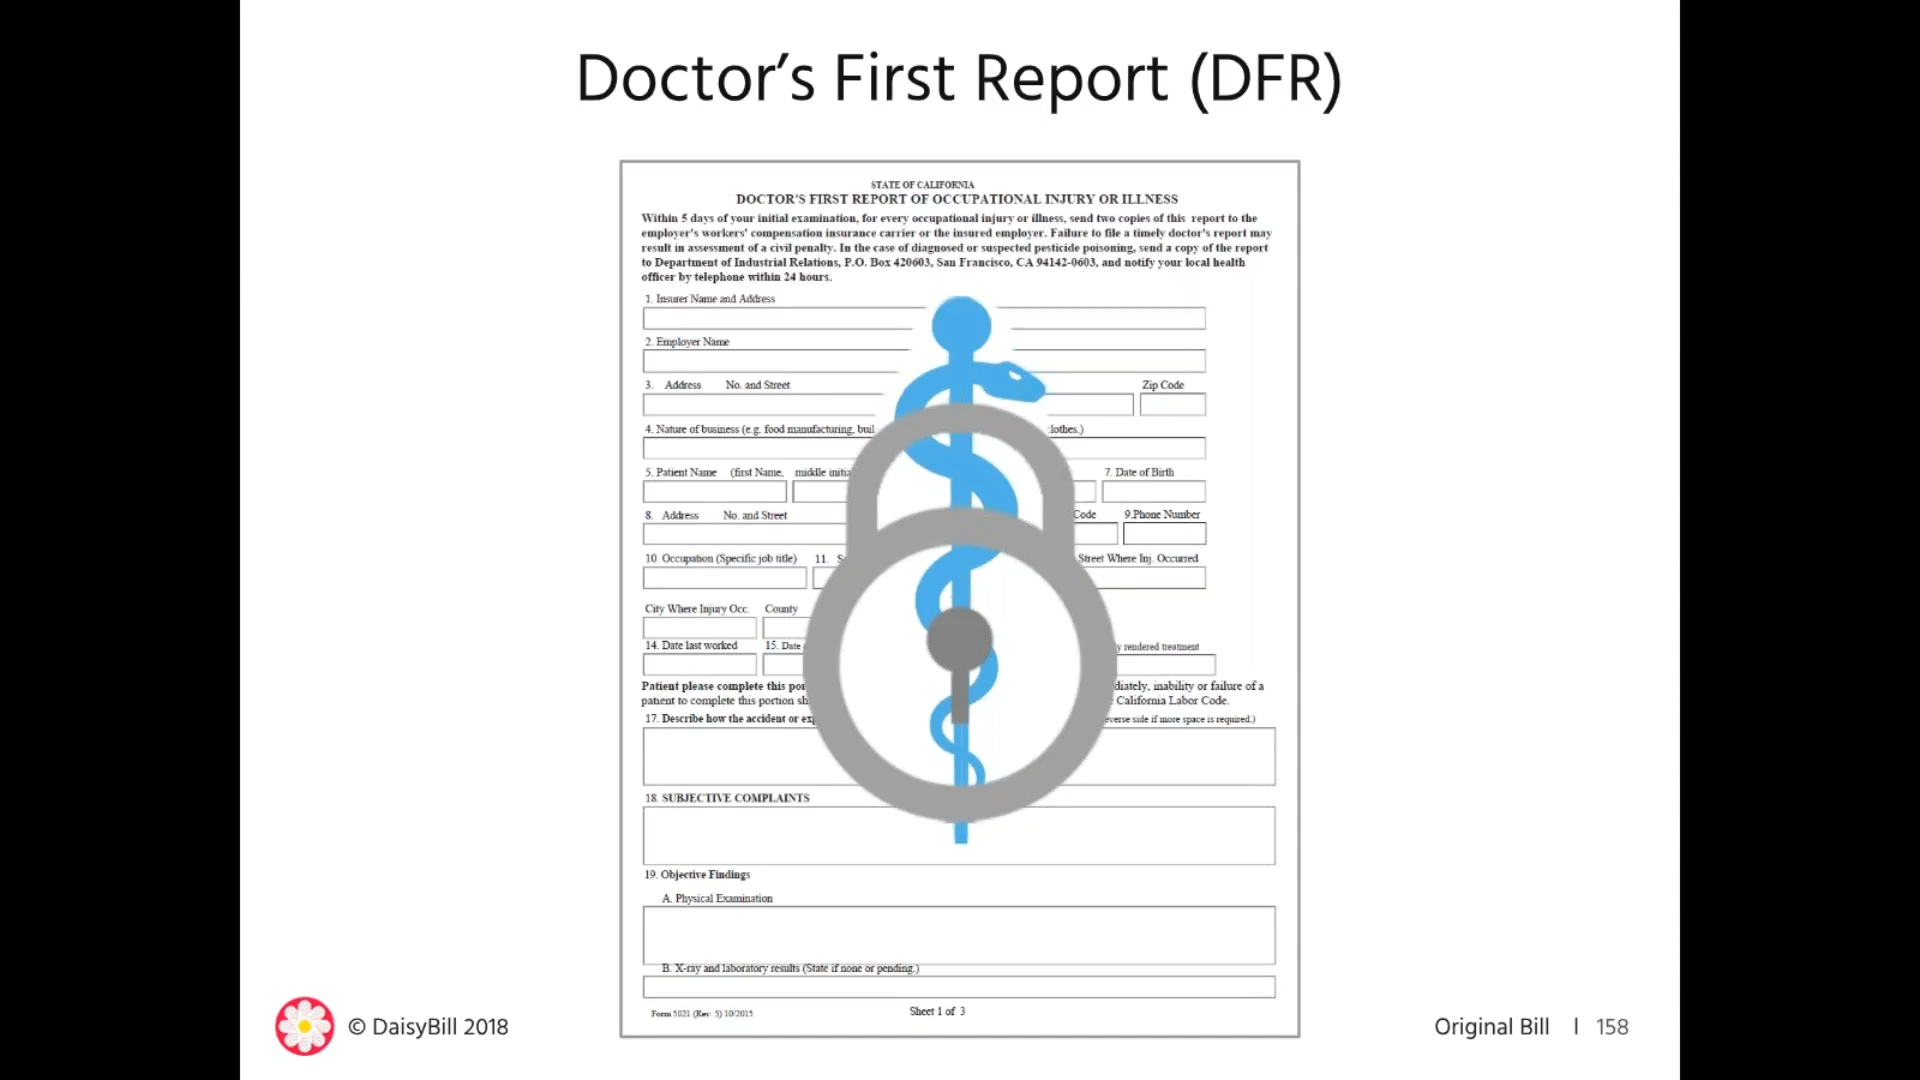 Doctor’s First Report (DFR)
STATE OF CALIFORNIA
DOCTOR'S FIRST REPORT OF OCCUPATIONAL INJURY OR ILLNESS
Within 5 days of your initial examination, for every occupational injury or illness, send two copies of this report to the
employer's workers' compensation insurance carrier or the insured employer. Failure to file a timely doctor's report may
result in assessment of a civil penalty. In the case of diagnosed or suspected pesticide poisoning, send a copy of the report
to Department of Industrial Relations, P.O. Box 420603, San Francisco, CA 94142-0603, and notify your local health
officer by telephone within 24 hours.
1. Insurer Name and Address
2. Employer Name
3. Address No. and Street Zip Code
4. Nature of business (e.g. food manufacturing, clothes.)
5. Patient Name (first Name, middle 7. Date of Birth
8. Address No. and Street Code 9.Phone Number
10. Occupation (Specific job title) 11. Street Where Inj. Occurred
City Where Injury Occ. County
14. Date last worked 15. Date rendered treatment
Patient please complete this inability or failure of a
patient to complete this portion California Labor Code.
17. Describe how the accident or side if more space is required.)
18. SUBJECTIVE COMPLAINTS
19. Objective Findings
A. Physical Examination
B. X-ray and laboratory results (State if none or pending.)
Form 5021 (Rev. 5) 10/2015 Sheet 1 of 3
© DaisyBill 2018
Original Bill | 158